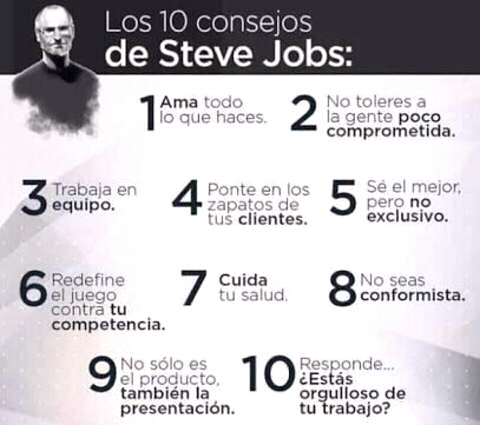 Los 10 consejos
de Steve Jobs:
1 Ama todo
lo que haces.
2 No toleres a
la gente poco
comprometida.
3 Trabaja en
equipo.
4 Ponte en los
zapatos de
tus clientes.
5 Sé el mejor,
pero no
exclusivo.
6 Redefine
el juego
contra tu
competencia.
7 Cuida
tu salud.
8 No seas
conformista.
9 No sólo es
el producto,
también la
presentación.
10 Responde...
¿Estás
orgulloso de
tu trabajo?